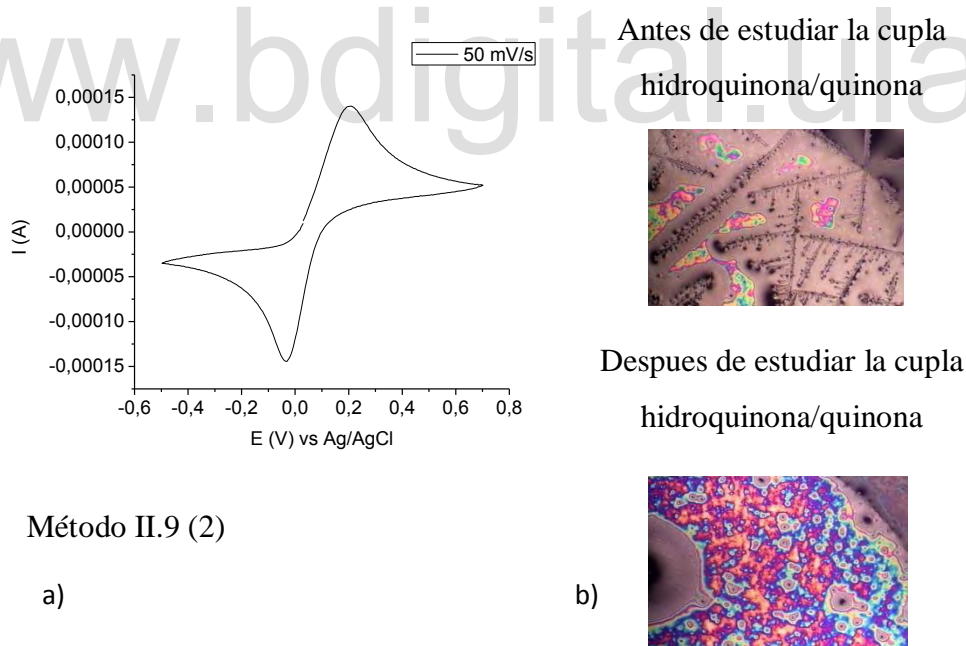 www.bdigital.ula
50 mV/s
0,00015
0,00010
0,00005
0,00000
-0,00005
-0,00010
-0,00015
I (A)
-0,6 -0,4 -0,2 0,0 0,2 0,4 0,6 0,8
E (V) vs Ag/AgCl
Antes de estudiar la cupla
hidroquinona/quinona
Despues de estudiar la cupla
hidroquinona/quinona
Método II.9 (2)
a)
b)